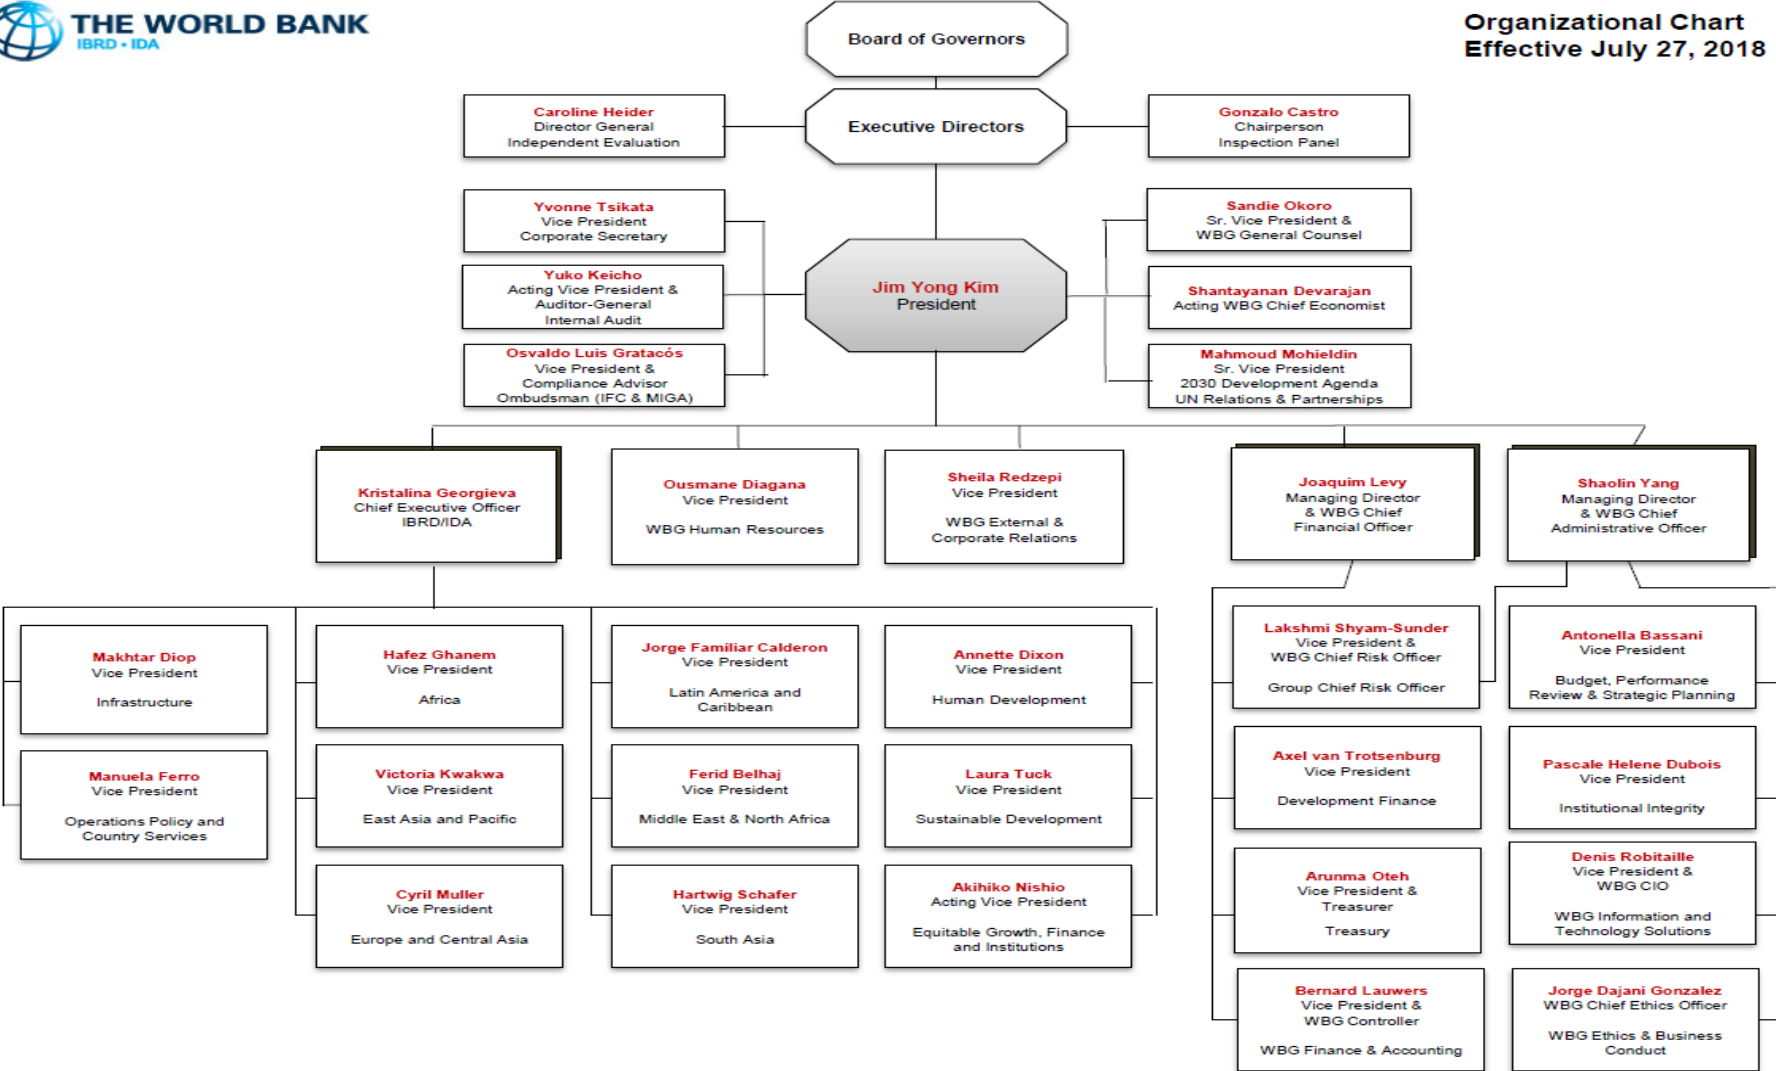 THE WORLD BANK
IBRD • IDA
Organizational Chart
Effective July 27, 2018
Board of Governors
Caroline Heider
Director General
Independent Evaluation
Executive Directors
Gonzalo Castro
Chairperson
Inspection Panel
Yvonne Tsikata
Vice President
Corporate Secretary
Yuko Keicho
Acting Vice President &
Auditor-General
Internal Audit
Osvaldo Luis Gratacós
Vice President &
Compliance Advisor
Ombudsman (IFC & MIGA)
Jim Yong Kim
President
Sandie Okoro
Sr. Vice President &
WBG General Counsel
Shantayanan Devarajan
Acting WBG Chief Economist
Mahmoud Mohieldin
Sr. Vice President
2030 Development Agenda
UN Relations & Partnerships
Kristalina Georgieva
Chief Executive Officer
IBRD/IDA
Ousmane Diagana
Vice President
WBG Human Resources
Sheila Redzepi
Vice President
WBG External &
Corporate Relations
Joaquim Levy
Managing Director
& WBG Chief
Financial Officer
Shaolin Yang
Managing Director
& WBG Chief
Administrative Officer
Makhtar Diop
Vice President
Infrastructure
Hafez Ghanem
Vice President
Africa
Jorge Familiar Calderon
Vice President
Latin America and
Caribbean
Annette Dixon
Vice President
Human Development
Lakshmi Shyam-Sunder
Vice President &
WBG Chief Risk Officer
Group Chief Risk Officer
Antonella Bassani
Vice President
Budget, Performance
Review & Strategic Planning
Manuela Ferro
Vice President
Operations Policy and
Country Services
Victoria Kwakwa
Vice President
East Asia and Pacific
Ferid Belhaj
Vice President
Middle East & North Africa
Laura Tuck
Vice President
Sustainable Development
Axel van Trotsenburg
Vice President
Development Finance
Pascale Helene Dubois
Vice President
Institutional Integrity
Cyril Muller
Vice President
Europe and Central Asia
Hartwig Schafer
Vice President
South Asia
Akihiko Nishio
Acting Vice President
Equitable Growth, Finance
and Institutions
Arunma Oteh
Vice President &
Treasurer
Treasury
Denis Robitaille
Vice President &
WBG CIO
WBG Information and
Technology Solutions
Bernard Lauwers
Vice President &
WBG Controller
WBG Finance & Accounting
Jorge Dajani Gonzalez
WBG Chief Ethics Officer
WBG Ethics & Business
Conduct